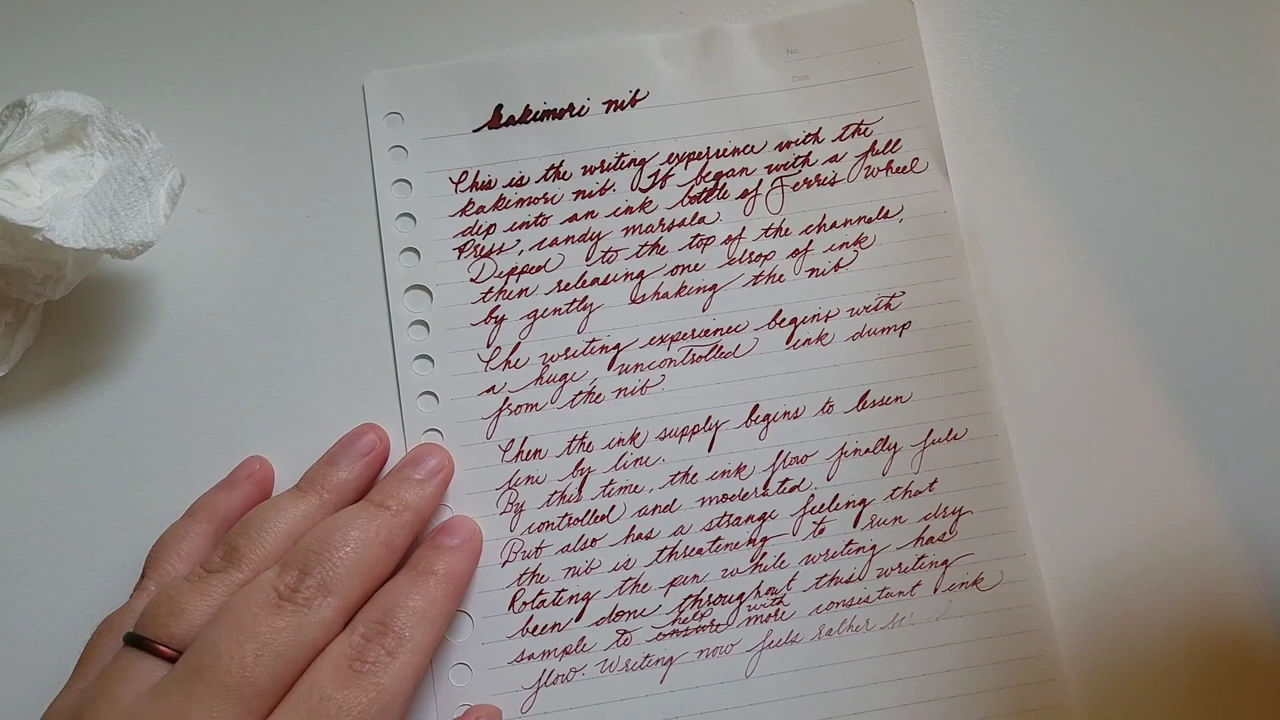 No.
Date
Kakimori nib
This is the writing experience with the
kakimori nib. It began with a full
dip into an ink bottle of Ferris Wheel
Press, candy marsala.
Dipped to the top of the channels,
then releasing one drop of ink
by gently shaking the nib.
The writing experience begins with
a huge, uncontrolled ink dump
from the nib.
Then the ink supply begins to lessen
line by line.
By this time, the ink flow finally feels
controlled and moderated.
But also has a strange feeling that
the nib is threatening to run dry
Rotating the pen while writing has
been done throughout this writing
sample to ensure help with more consistant ink
flow. Writing now feels rather